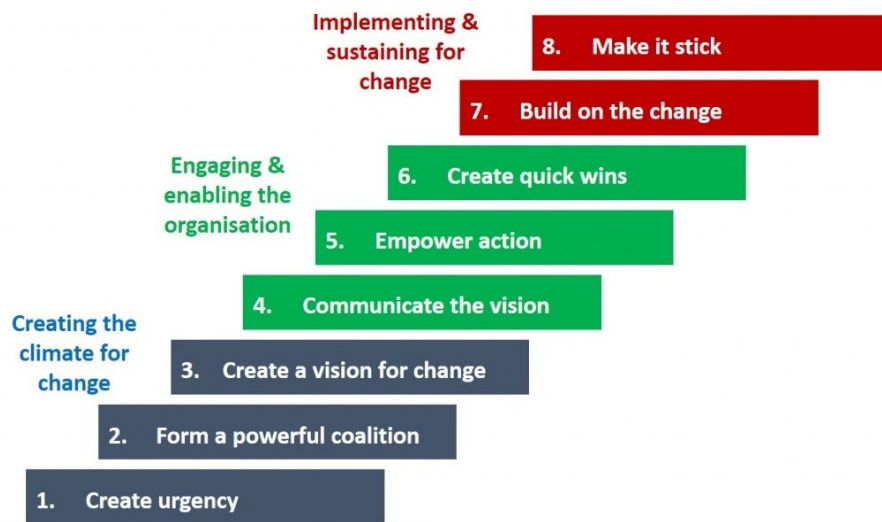 Implementing &
sustaining for
change
8. Make it stick
7. Build on the change
Engaging &
enabling the
organisation
6. Create quick wins
5. Empower action
4. Communicate the vision
Creating the
climate for
change
3. Create a vision for change
2. Form a powerful coalition
1. Create urgency